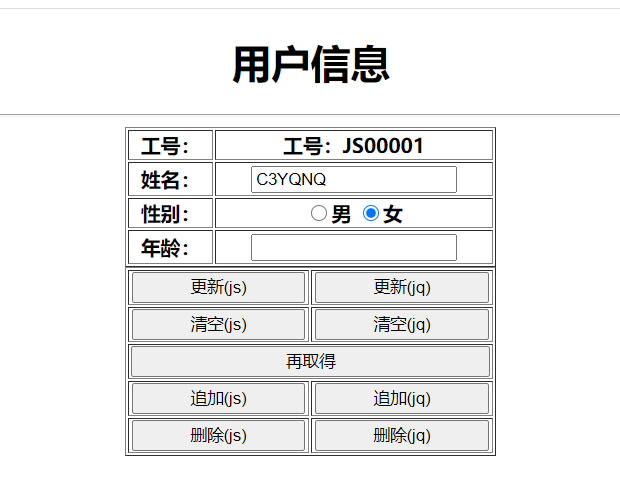 用户信息
工号： 工号：JS00001
姓名： C3YQNQ
性别： 男 女
年龄：
更新(js) 更新(jq)
清空(js) 清空(jq)
再取得
追加(js) 追加(jq)
删除(js) 删除(jq)